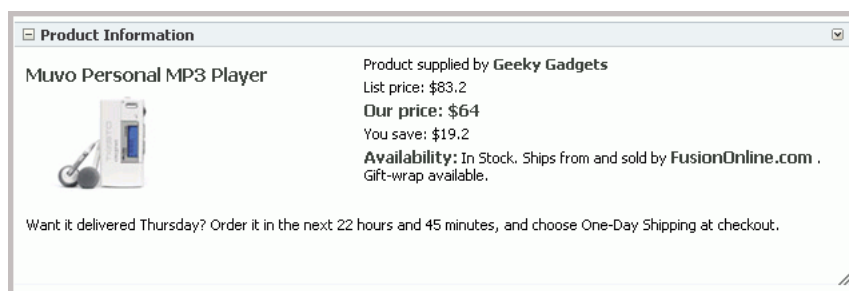 Product Information
Muvo Personal MP3 Player
Product supplied by Geeky Gadgets
List price: $83.2
Our price: $64
You save: $19.2
Availability: In Stock. Ships from and sold by FusionOnline.com .
Gift-wrap available.
Want it delivered Thursday? Order it in the next 22 hours and 45 minutes, and choose One-Day Shipping at checkout.